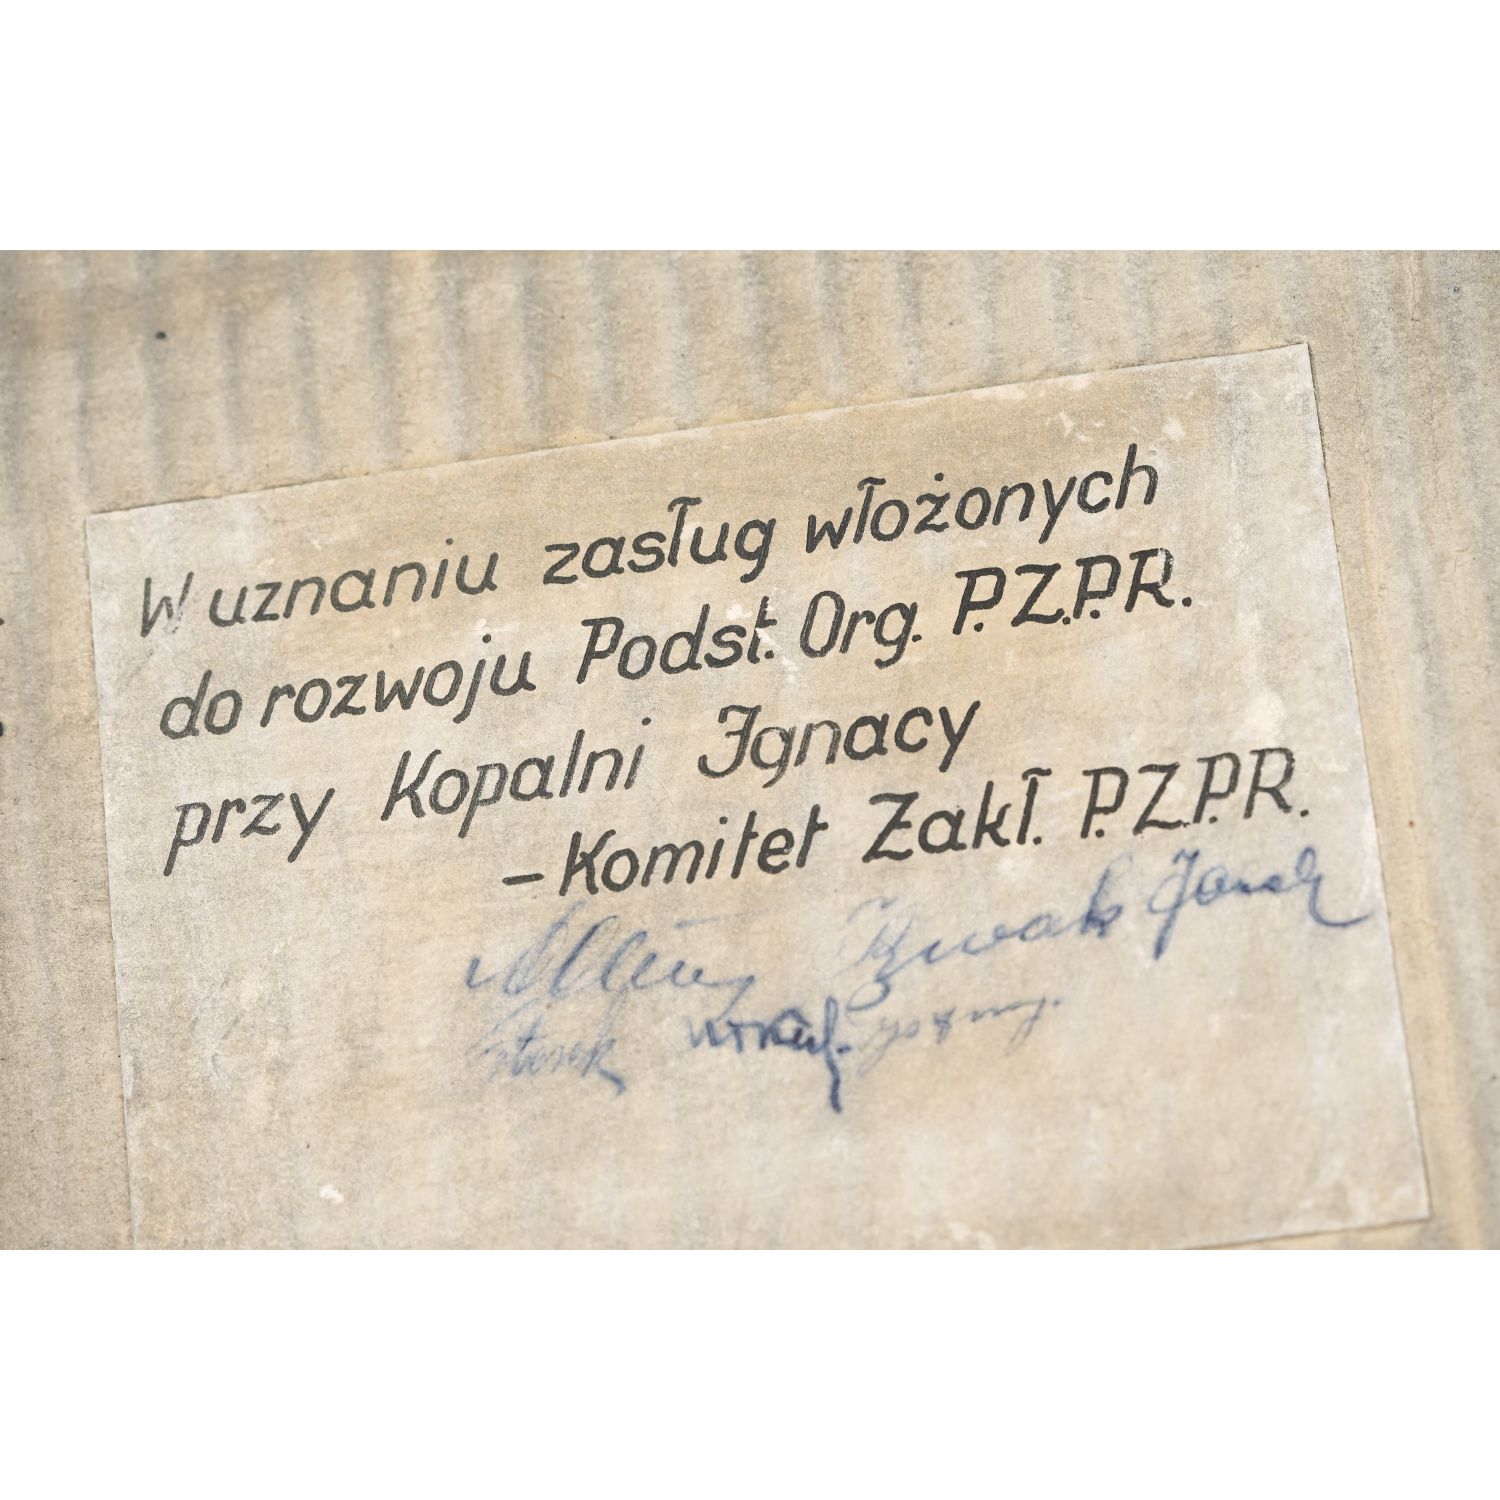 W uznaniu zasług włożonych
do rozwoju Podst. Org. P.Z.P.R.
przy Kopalni Ignacy
– Komitet Zakł. P.Z.P.R.